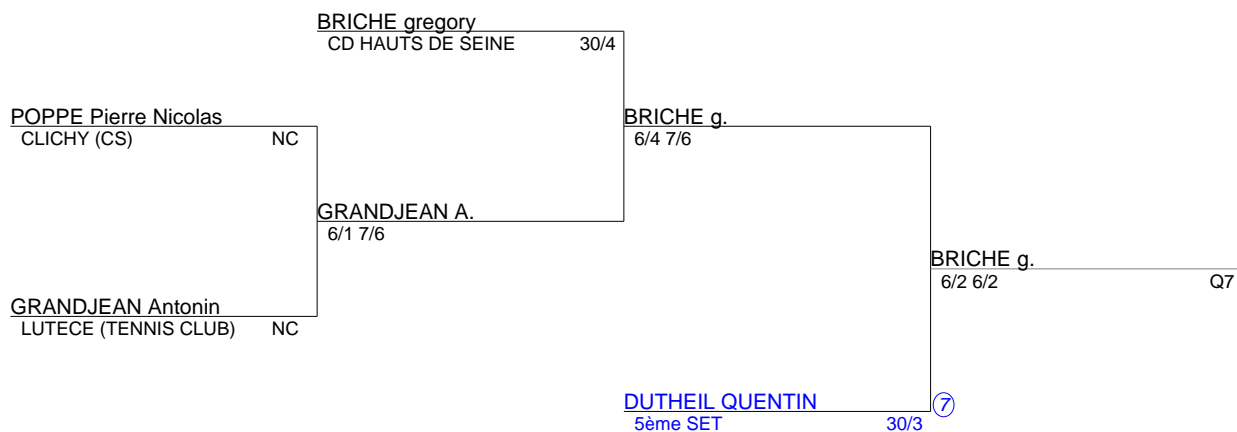 BRICHE gregory
CD HAUTS DE SEINE 30/4
POPPE Pierre Nicolas
CLICHY (CS) NC
BRICHE g.
6/4 7/6
GRANDJEAN A.
6/1 7/6
BRICHE g.
6/2 6/2 Q7
GRANDJEAN Antonin
LUTECE (TENNIS CLUB) NC
DUTHEIL QUENTIN 7
5ème SET 30/3